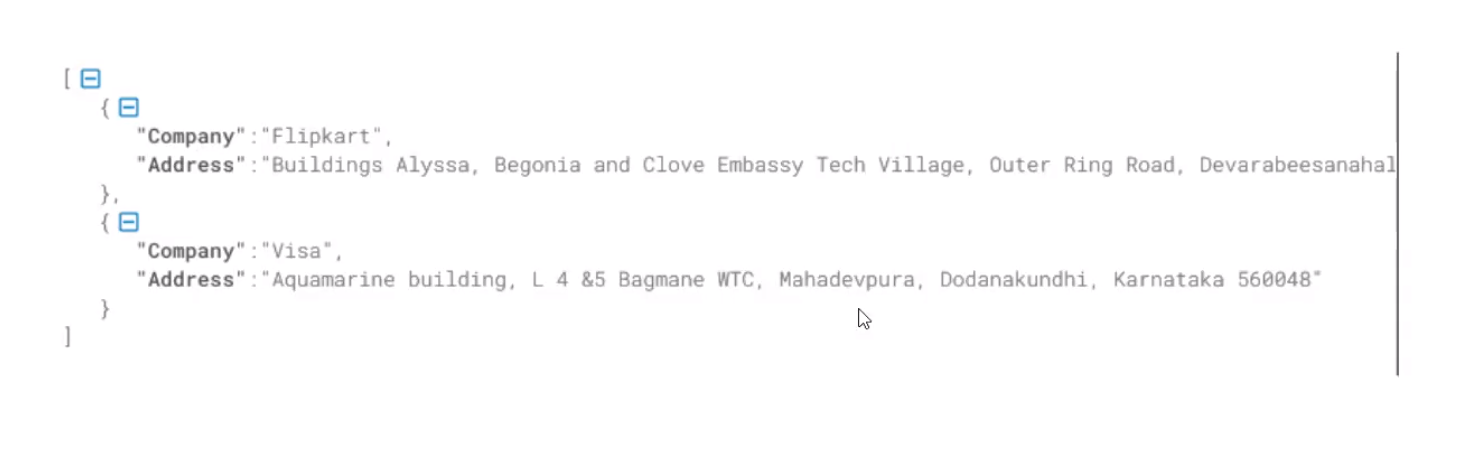 [
{
"Company":"Flipkart",
"Address":"Buildings Alyssa, Begonia and Clove Embassy Tech Village, Outer Ring Road, Devarabeesanahal
},
{
"Company":"Visa",
"Address":"Aquamarine building, L 4 &5 Bagmane WTC, Mahadevpura, Dodanakundhi, Karnataka 560048"
}
]